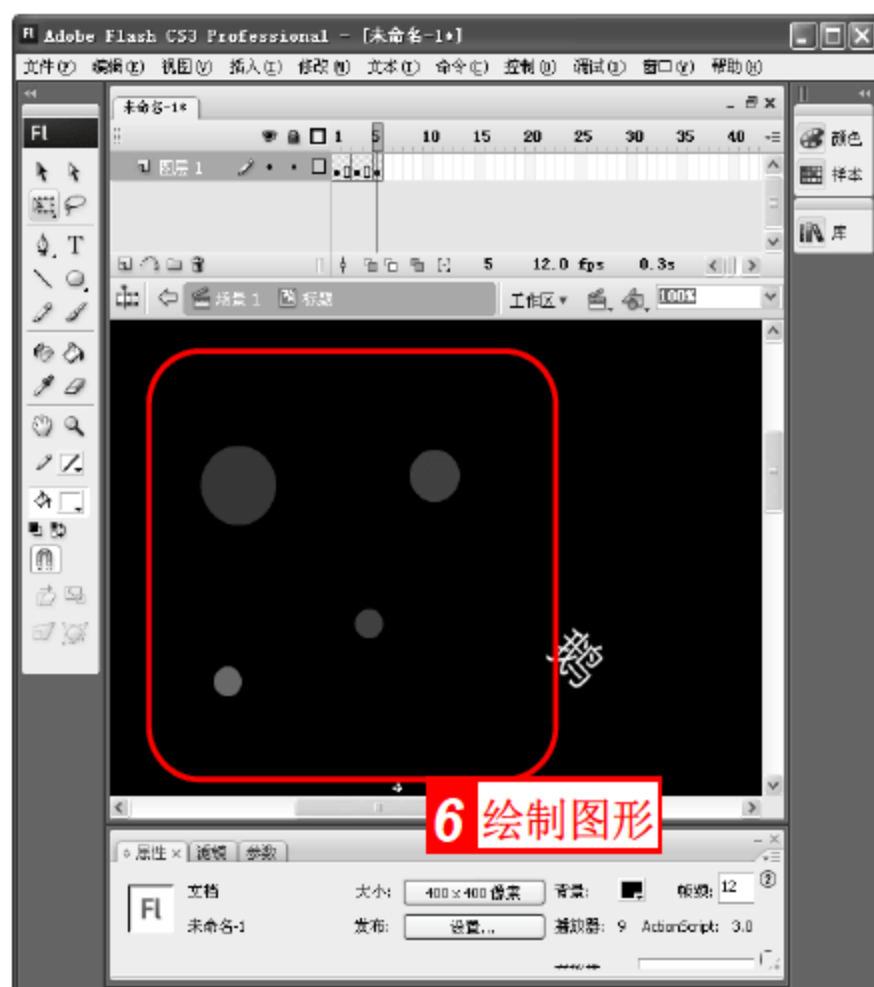 Adobe Flash CS3 Professional - [未命名-1*]
文件(F) 编辑(E) 视图(V) 插入(I) 修改(M) 文本(T) 命令(C) 控制(O) 调试(D) 窗口(W) 帮助(H)
未命名-1*
Fl
1 5 10 15 20 25 30 35 40
颜色
图层 1
样本
库
T
5 12.0 fps 0.3s
场景 1 标题 工作区 100%
6 绘制图形
属性 × 滤镜 参数
Fl
文档 大小: 400 x 400 像素 背景: 帧频: 12
未命名-1 发布: 设置... 播放器: 9 ActionScript: 3.0